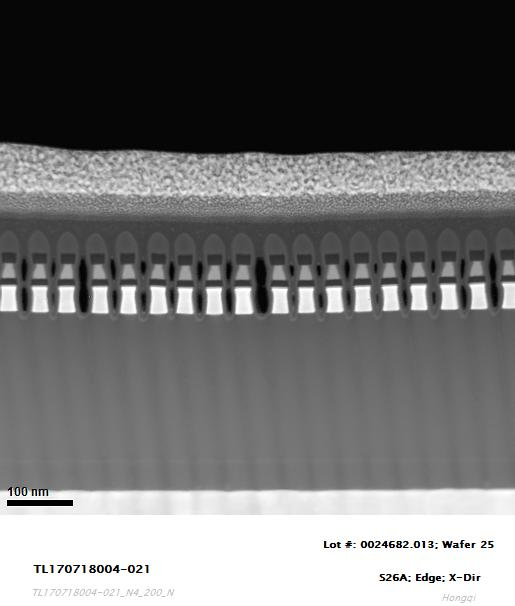 100 nm
Lot #: 0024682.013; Wafer 25
TL170718004-021
S26A; Edge; X-Dir
TL170718004-021_N4_200_N
Hongqi